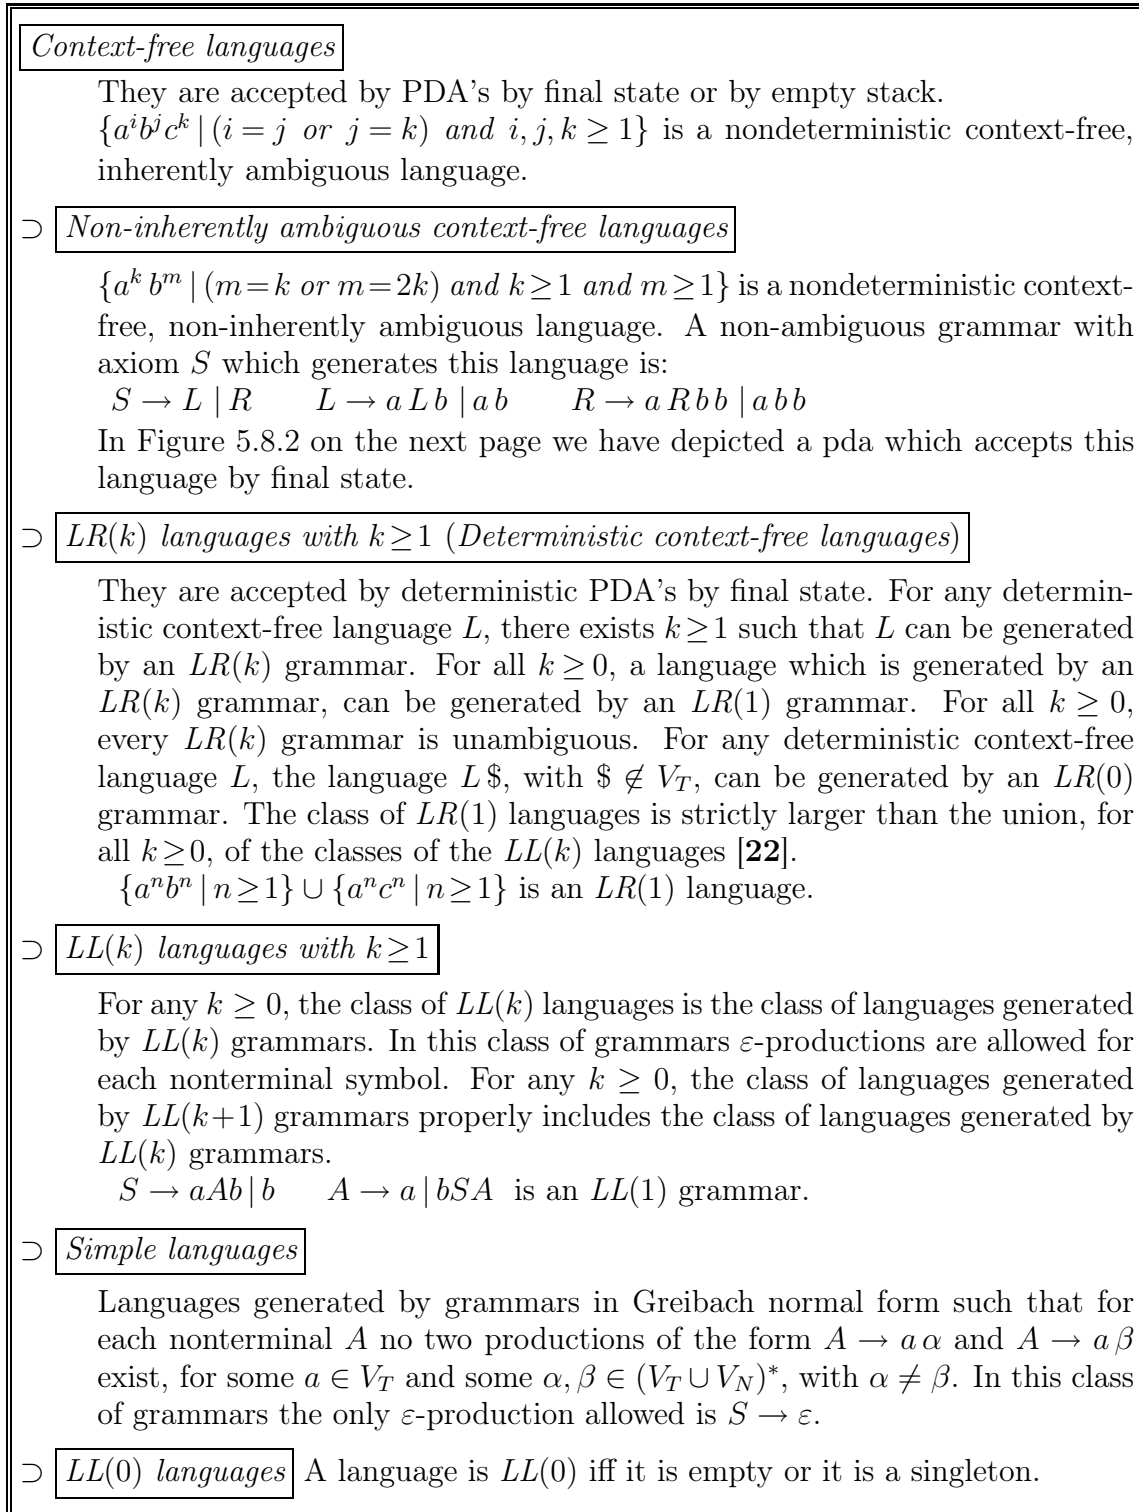 Context-free languages
They are accepted by PDA's by final state or by empty stack.
{aⁱbʲcᵏ | (i = j or j = k) and i, j, k ≥ 1} is a nondeterministic context-free,
inherently ambiguous language.
⊃ Non-inherently ambiguous context-free languages
{aᵏ bᵐ | (m=k or m=2k) and k≥1 and m≥1} is a nondeterministic context-
free, non-inherently ambiguous language. A non-ambiguous grammar with
axiom S which generates this language is:
S → L | R L → a L b | a b R → a R b b | a b b
In Figure 5.8.2 on the next page we have depicted a pda which accepts this
language by final state.
⊃ LR(k) languages with k≥1 (Deterministic context-free languages)
They are accepted by deterministic PDA's by final state. For any determin-
istic context-free language L, there exists k≥1 such that L can be generated
by an LR(k) grammar. For all k ≥ 0, a language which is generated by an
LR(k) grammar, can be generated by an LR(1) grammar. For all k ≥ 0,
every LR(k) grammar is unambiguous. For any deterministic context-free
language L, the language L $, with $ ∉ V_T, can be generated by an LR(0)
grammar. The class of LR(1) languages is strictly larger than the union, for
all k≥0, of the classes of the LL(k) languages [22].
{aⁿbⁿ | n≥1} ∪ {aⁿcⁿ | n≥1} is an LR(1) language.
⊃ LL(k) languages with k≥1
For any k ≥ 0, the class of LL(k) languages is the class of languages generated
by LL(k) grammars. In this class of grammars ε-productions are allowed for
each nonterminal symbol. For any k ≥ 0, the class of languages generated
by LL(k+1) grammars properly includes the class of languages generated by
LL(k) grammars.
S → aAb | b A → a | bSA is an LL(1) grammar.
⊃ Simple languages
Languages generated by grammars in Greibach normal form such that for
each nonterminal A no two productions of the form A → a α and A → a β
exist, for some a ∈ V_T and some α, β ∈ (V_T ∪ V_N)*, with α ≠ β. In this class
of grammars the only ε-production allowed is S → ε.
⊃ LL(0) languages A language is LL(0) iff it is empty or it is a singleton.